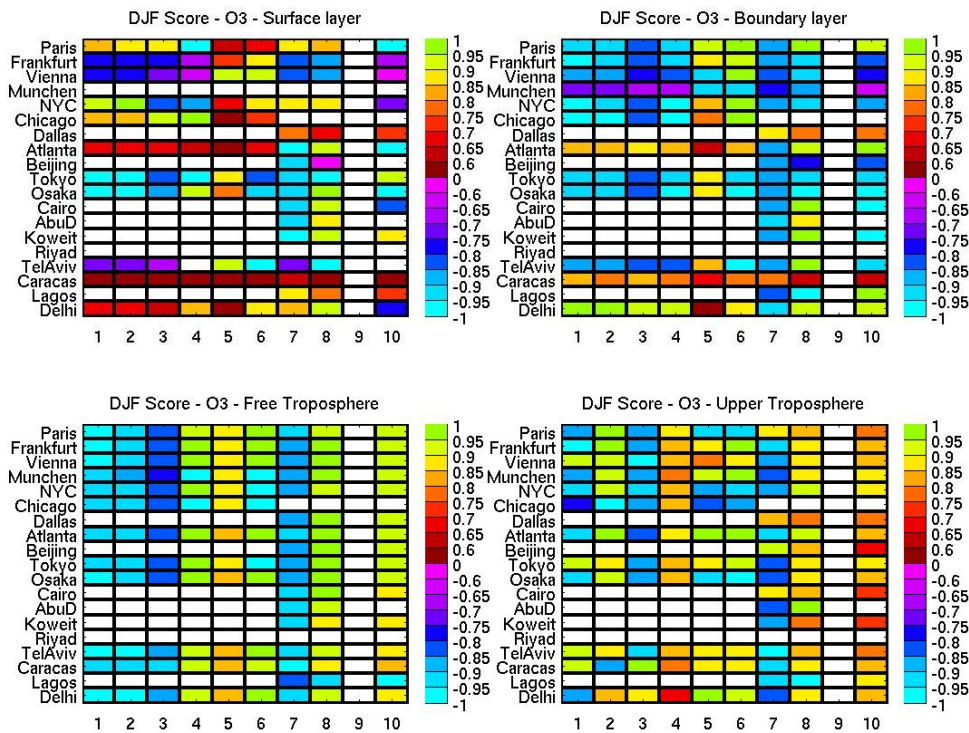 DJF Score - O3 - Surface layer
Paris
Frankfurt
Vienna
Munchen
NYC
Chicago
Dallas
Atlanta
Beijing
Tokyo
Osaka
Cairo
AbuD
Koweit
Riyad
TelAviv
Caracas
Lagos
Delhi
1 2 3 4 5 6 7 8 9 10
1
0.95
0.9
0.85
0.8
0.75
0.7
0.65
0.6
0
-0.6
-0.65
-0.7
-0.75
-0.8
-0.85
-0.9
-0.95
-1
DJF Score - O3 - Boundary layer
Paris
Frankfurt
Vienna
Munchen
NYC
Chicago
Dallas
Atlanta
Beijing
Tokyo
Osaka
Cairo
AbuD
Koweit
Riyad
TelAviv
Caracas
Lagos
Delhi
1 2 3 4 5 6 7 8 9 10
1
0.95
0.9
0.85
0.8
0.75
0.7
0.65
0.6
0
-0.6
-0.65
-0.7
-0.75
-0.8
-0.85
-0.9
-0.95
-1
DJF Score - O3 - Free Troposphere
Paris
Frankfurt
Vienna
Munchen
NYC
Chicago
Dallas
Atlanta
Beijing
Tokyo
Osaka
Cairo
AbuD
Koweit
Riyad
TelAviv
Caracas
Lagos
Delhi
1 2 3 4 5 6 7 8 9 10
1
0.95
0.9
0.85
0.8
0.75
0.7
0.65
0.6
0
-0.6
-0.65
-0.7
-0.75
-0.8
-0.85
-0.9
-0.95
-1
DJF Score - O3 - Upper Troposphere
Paris
Frankfurt
Vienna
Munchen
NYC
Chicago
Dallas
Atlanta
Beijing
Tokyo
Osaka
Cairo
AbuD
Koweit
Riyad
TelAviv
Caracas
Lagos
Delhi
1 2 3 4 5 6 7 8 9 10
1
0.95
0.9
0.85
0.8
0.75
0.7
0.65
0.6
0
-0.6
-0.65
-0.7
-0.75
-0.8
-0.85
-0.9
-0.95
-1